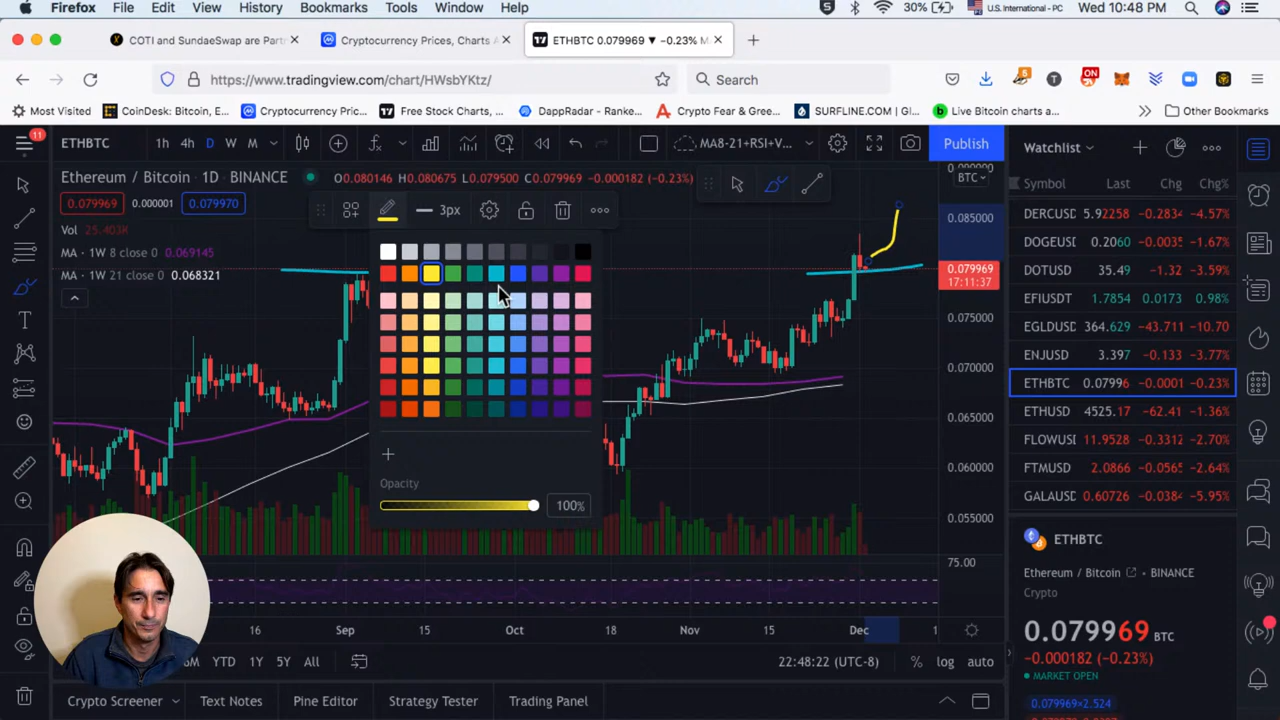 Firefox File Edit View History Bookmarks Tools Window Help 30% U.S. International - PC Wed 10:48 PM
COTI and SundaeSwap are Part × Cryptocurrency Prices, Charts A × ETHBTC 0.079969 ▼ −0.23% M × +
https://www.tradingview.com/chart/HWsbYKtz/ Search 6 T ON
Most Visited CoinDesk: Bitcoin, E... Cryptocurrency Pric... Free Stock Charts, ... DappRadar - Ranke... Crypto Fear & Gree... SURFLINE.COM | Gl... Live Bitcoin charts a... Other Bookmarks
11 ETHBTC 1h 4h D W M MA8-21+RSI+V... Publish Watchlist
Ethereum / Bitcoin · 1D · BINANCE O0.080146 H0.080675 L0.079500 C0.079969 −0.000182 (−0.23%) BTC
Symbol Last Chg Chg%
0.079969 0.000001 0.079970 3px
Vol 25.403K
MA · 1W 8 close 0 0.069145
MA · 1W 21 close 0 0.068321
0.085000
0.079969
17:11:37
0.075000
0.070000
0.065000
0.060000
0.055000
75.00
Opacity 100%
DERCUSD 5.92258 -0.2834 -4.57%
DOGEUSD 0.2060 -0.0035 -1.67%
DOTUSD 35.49 -1.32 -3.59%
EFIUSDT 1.7854 0.0173 0.98%
EGLDUSD 364.629 -43.711 -10.70
ENJUSD 3.397 -0.133 -3.77%
ETHBTC 0.07996 -0.0001 -0.23%
ETHUSD 4525.17 -62.41 -1.36%
FLOWUSD 11.9528 -0.3312 -2.70%
FTMUSD 2.0866 -0.0565 -2.64%
GALAUSD 0.60726 -0.0384 -5.95%
ETHBTC
Ethereum / Bitcoin BINANCE
Crypto
0.079969 BTC
−0.000182 (−0.23%)
MARKET OPEN
0.079969×2.524
16 Sep 15 Oct 18 Nov 15 Dec
6M YTD 1Y 5Y All 22:48:22 (UTC-8) % log auto
Crypto Screener Text Notes Pine Editor Strategy Tester Trading Panel